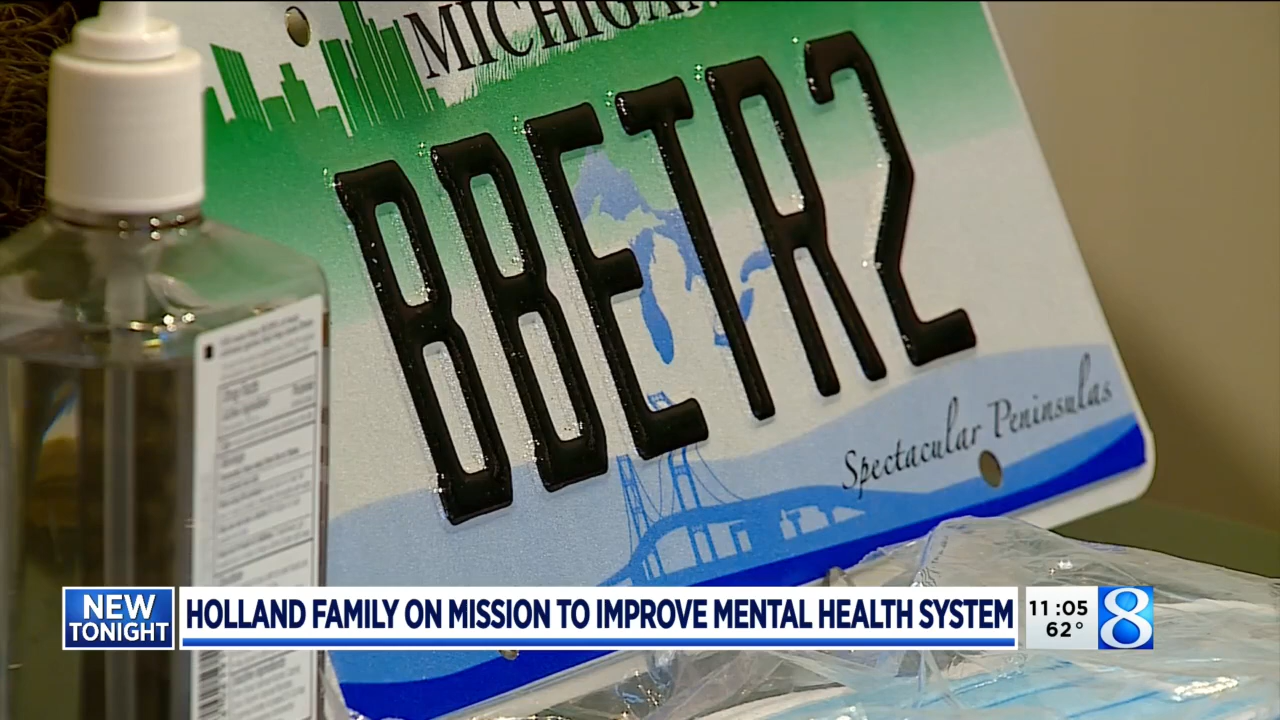 MICHIGAN
BBETR2
Spectacular Peninsulas
NEW
TONIGHT
HOLLAND FAMILY ON MISSION TO IMPROVE MENTAL HEALTH SYSTEM
11:05
62°
8